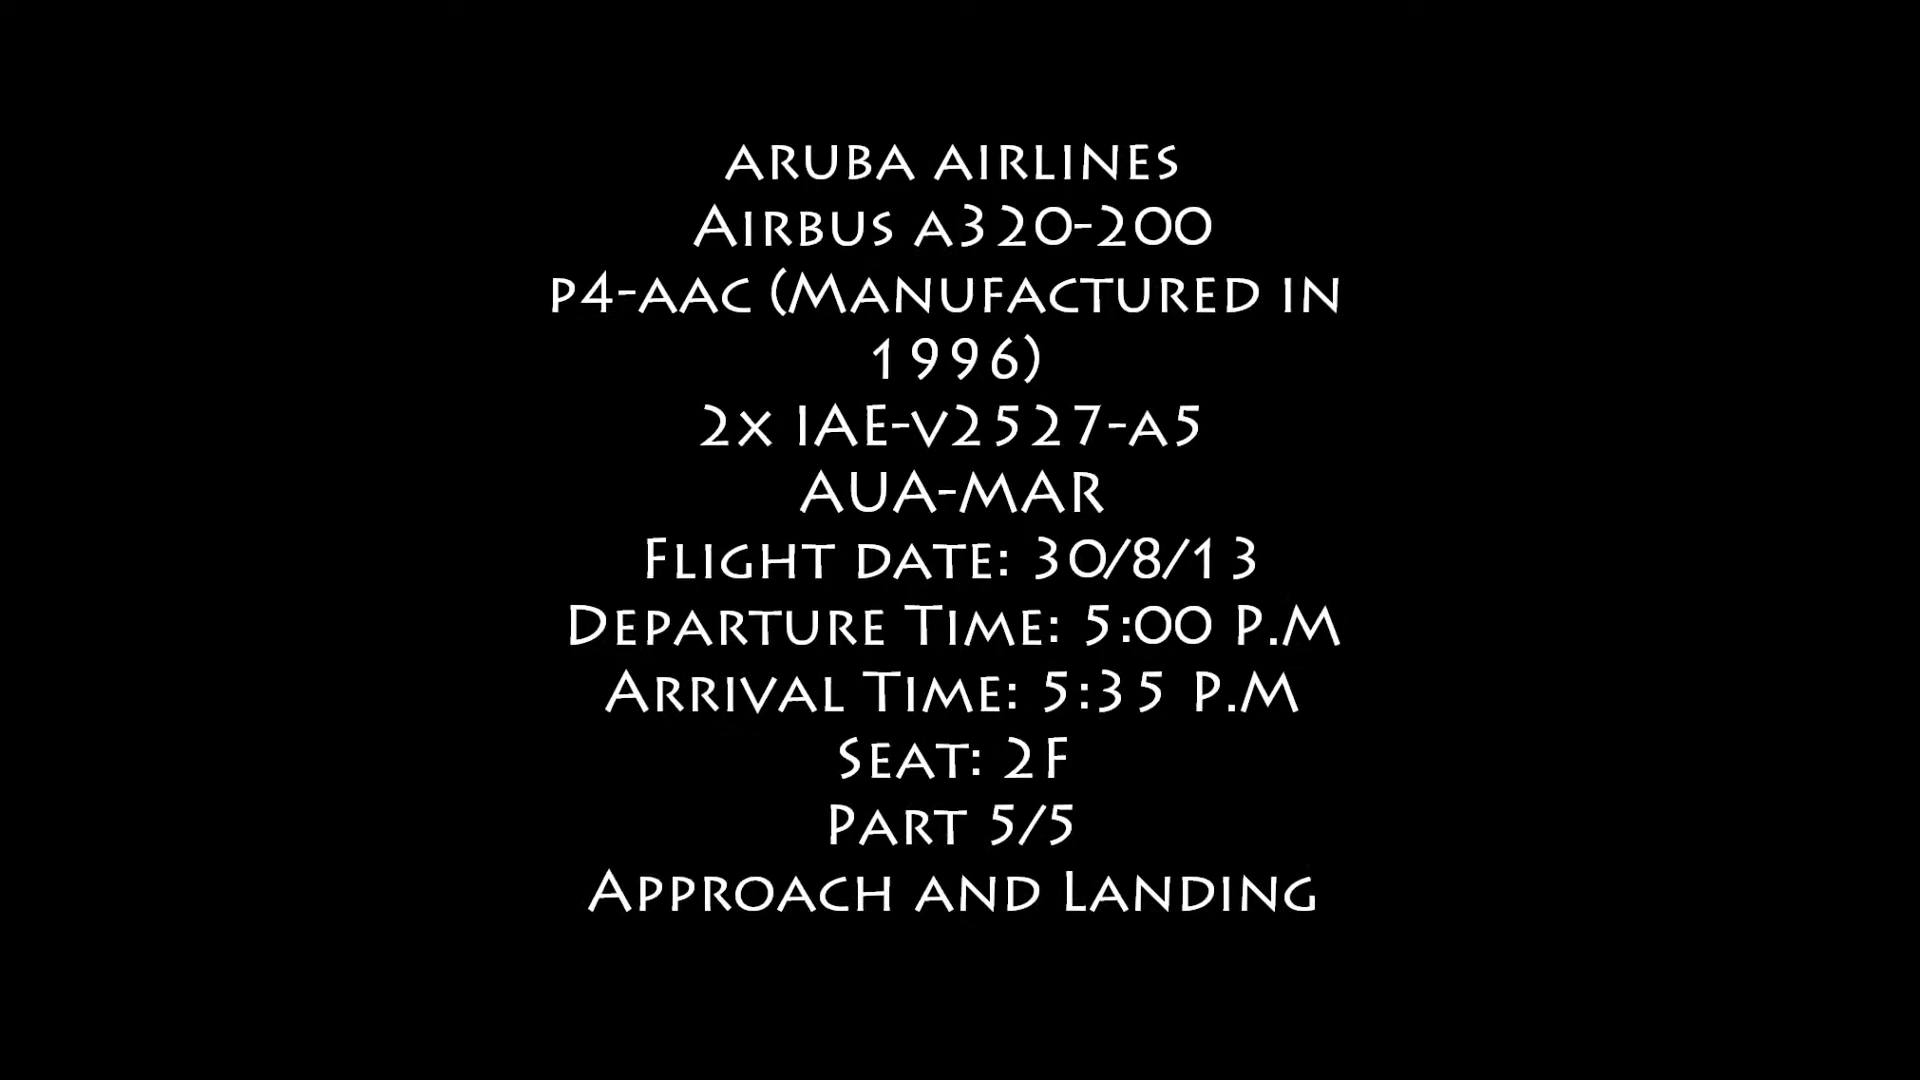 ARUBA AIRLINES
AIRBUS A320-200
P4-AAC (MANUFACTURED IN
1996)
2X IAE-V2527-A5
AUA-MAR
FLIGHT DATE: 30/8/13
DEPARTURE TIME: 5:00 P.M
ARRIVAL TIME: 5:35 P.M
SEAT: 2F
PART 5/5
APPROACH AND LANDING